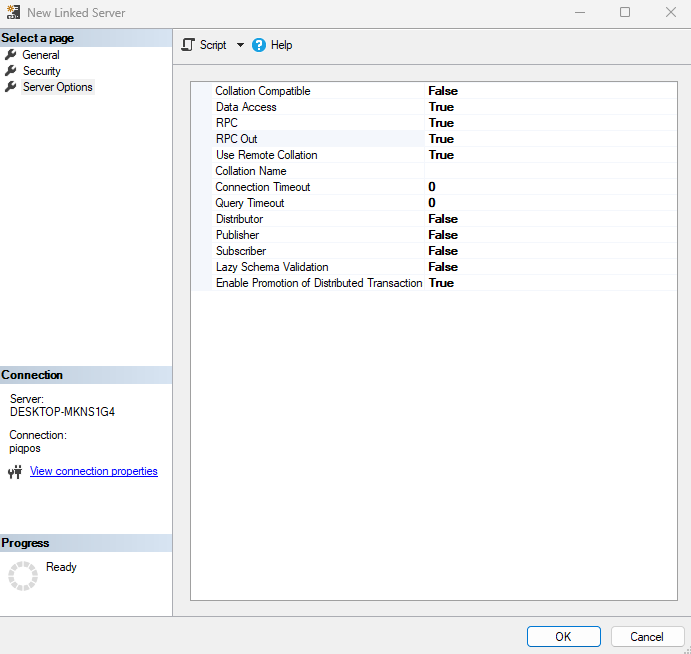 New Linked Server
Select a page
General
Security
Server Options
Script
Help
Collation Compatible False
Data Access True
RPC True
RPC Out True
Use Remote Collation True
Collation Name
Connection Timeout 0
Query Timeout 0
Distributor False
Publisher False
Subscriber False
Lazy Schema Validation False
Enable Promotion of Distributed Transaction True
Connection
Server:
DESKTOP-MKNS1G4
Connection:
piqpos
View connection properties
Progress
Ready
OK
Cancel